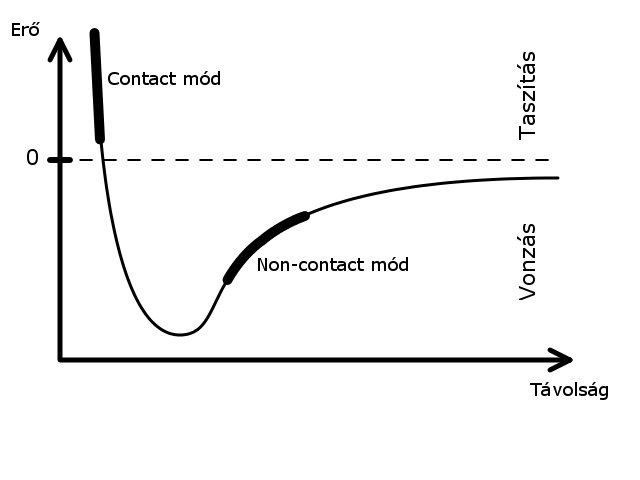 Erő
Contact mód
Taszítás
0
Non-contact mód
Vonzás
Távolság